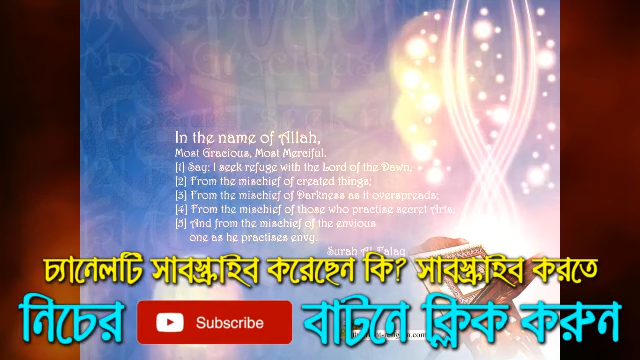 In the name of Allah,
Most Gracious, Most Merciful.
[1] Say: I seek refuge with the Lord of the Dawn,
[2] From the mischief of created things;
[3] From the mischief of Darkness as it overspreads;
[4] From the mischief of those who practise secret Arts;
[5] And from the mischief of the envious
one as he practises envy.
Surah Al Falaq
চ্যানেলটি সাবস্ক্রাইব করেছেন কি? সাবস্ক্রাইব করতে
নিচের Subscribe বাটনে ক্লিক করুন